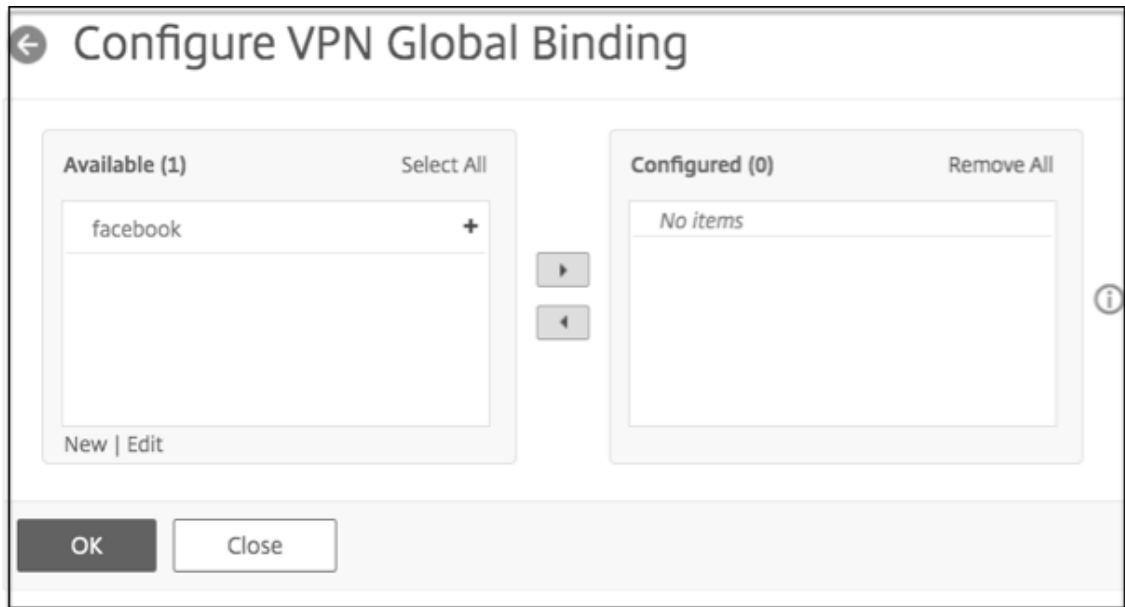 Configure VPN Global Binding
Available (1) Select All
facebook +
New | Edit
Configured (0) Remove All
No items
OK Close